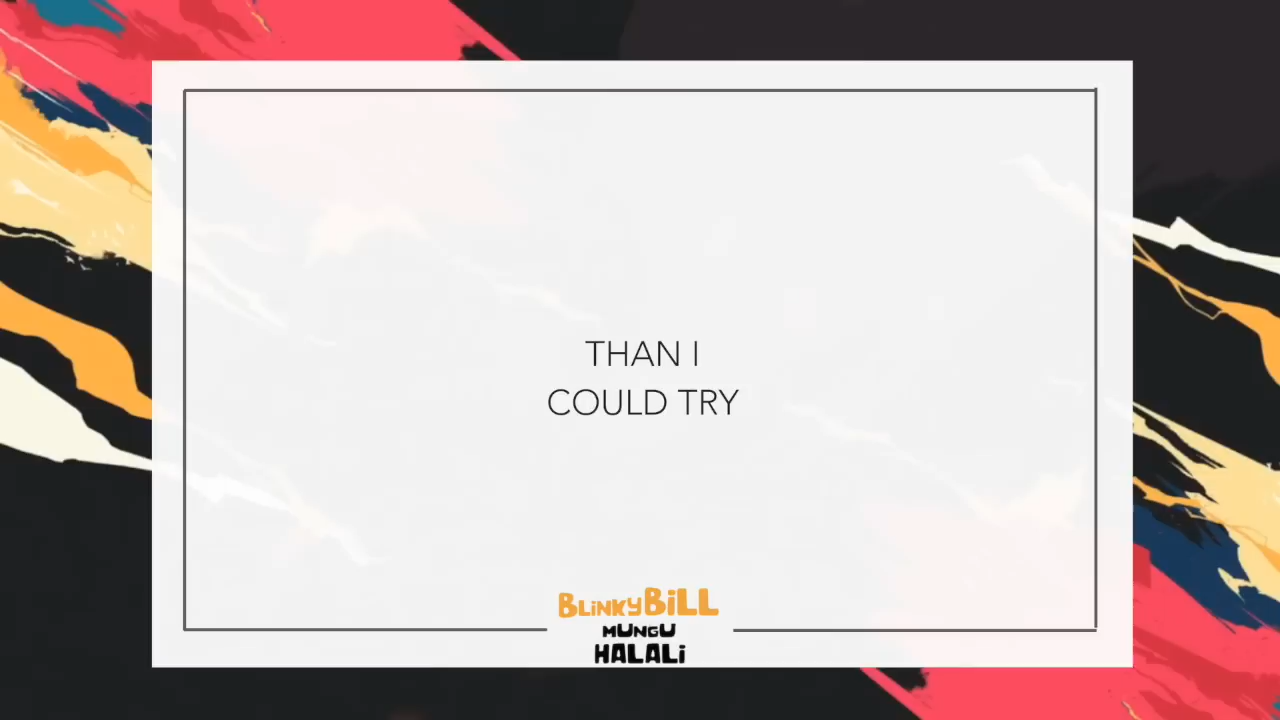 THAN I
COULD TRY
BLiNKYBiLL
MUNGU
HALALi